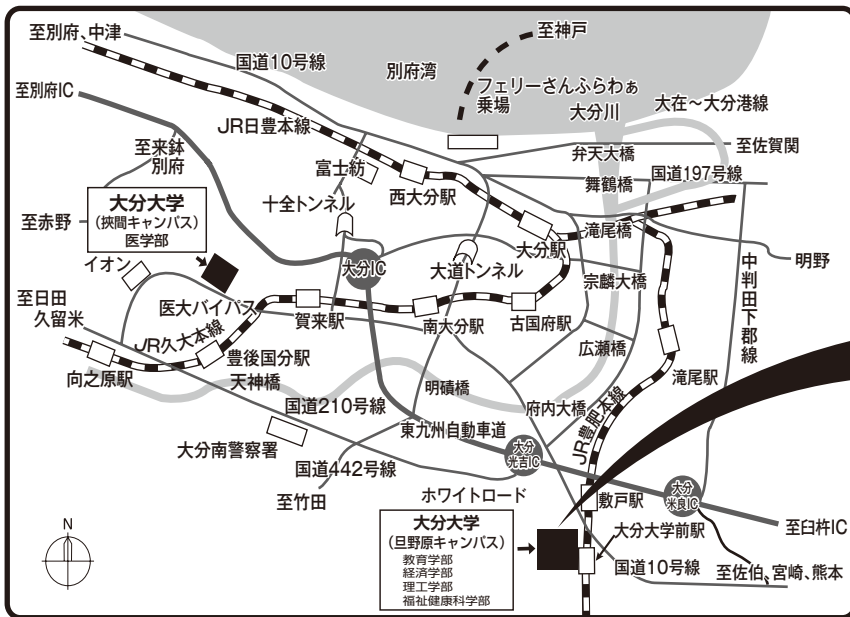 至別府、中津
国道10号線
別府湾
至神戸
フェリーさんふらわぁ
乗場
大分川
大在～大分港線
至別府IC
JR日豊本線
至来鉢
別府
富士紡
西大分駅
弁天大橋
至佐賀関
国道197号線
舞鶴橋
大分大学
（挾間キャンパス）
医学部
至赤野
十全トンネル
大分駅
滝尾橋
イオン
大分IC
大道トンネル
宗麟大橋
中判田下郡線
明野
至日田
久留米
医大バイパス
賀来駅
南大分駅
古国府駅
JR久大本線
豊後国分駅
広瀬橋
滝尾駅
向之原駅
天神橋
明磧橋
国道210号線
府内大橋
JR豊肥本線
大分南警察署
東九州自動車道
大分
光吉IC
国道442号線
至竹田
ホワイトロード
敷戸駅
大分
米良IC
大分大学
（旦野原キャンパス）
教育学部
経済学部
理工学部
福祉健康科学部
大分大学前駅
至臼杵IC
国道10号線
至佐伯、宮崎、熊本
N